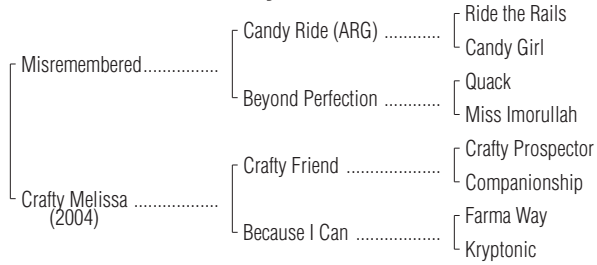 Ride the Rails
Candy Ride (ARG) ............
Candy Girl
Misremembered................
Quack
Beyond Perfection ............
Miss Imorullah
Crafty Prospector
Crafty Friend ....................
Companionship
Crafty Melissa ..................
(2004)
Farma Way
Because I Can ..................
Kryptonic